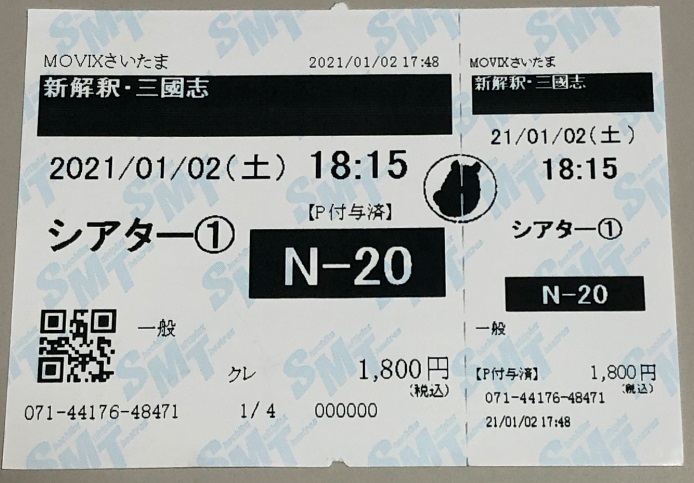 MOVIXさいたま
2021/01/02 17:48
新解釈・三國志
2021/01/02(土) 18:15
【P付与済】
シアター①
N-20
一般
クレ
1,800円
(税込)
071-44176-48471 1/4 000000
MOVIXさいたま
新解釈・三國志
21/01/02(土)
18:15
シアター①
N-20
一般
【P付与済】 1,800円
(税込)
071-44176-48471
21/01/02 17:48
SMT